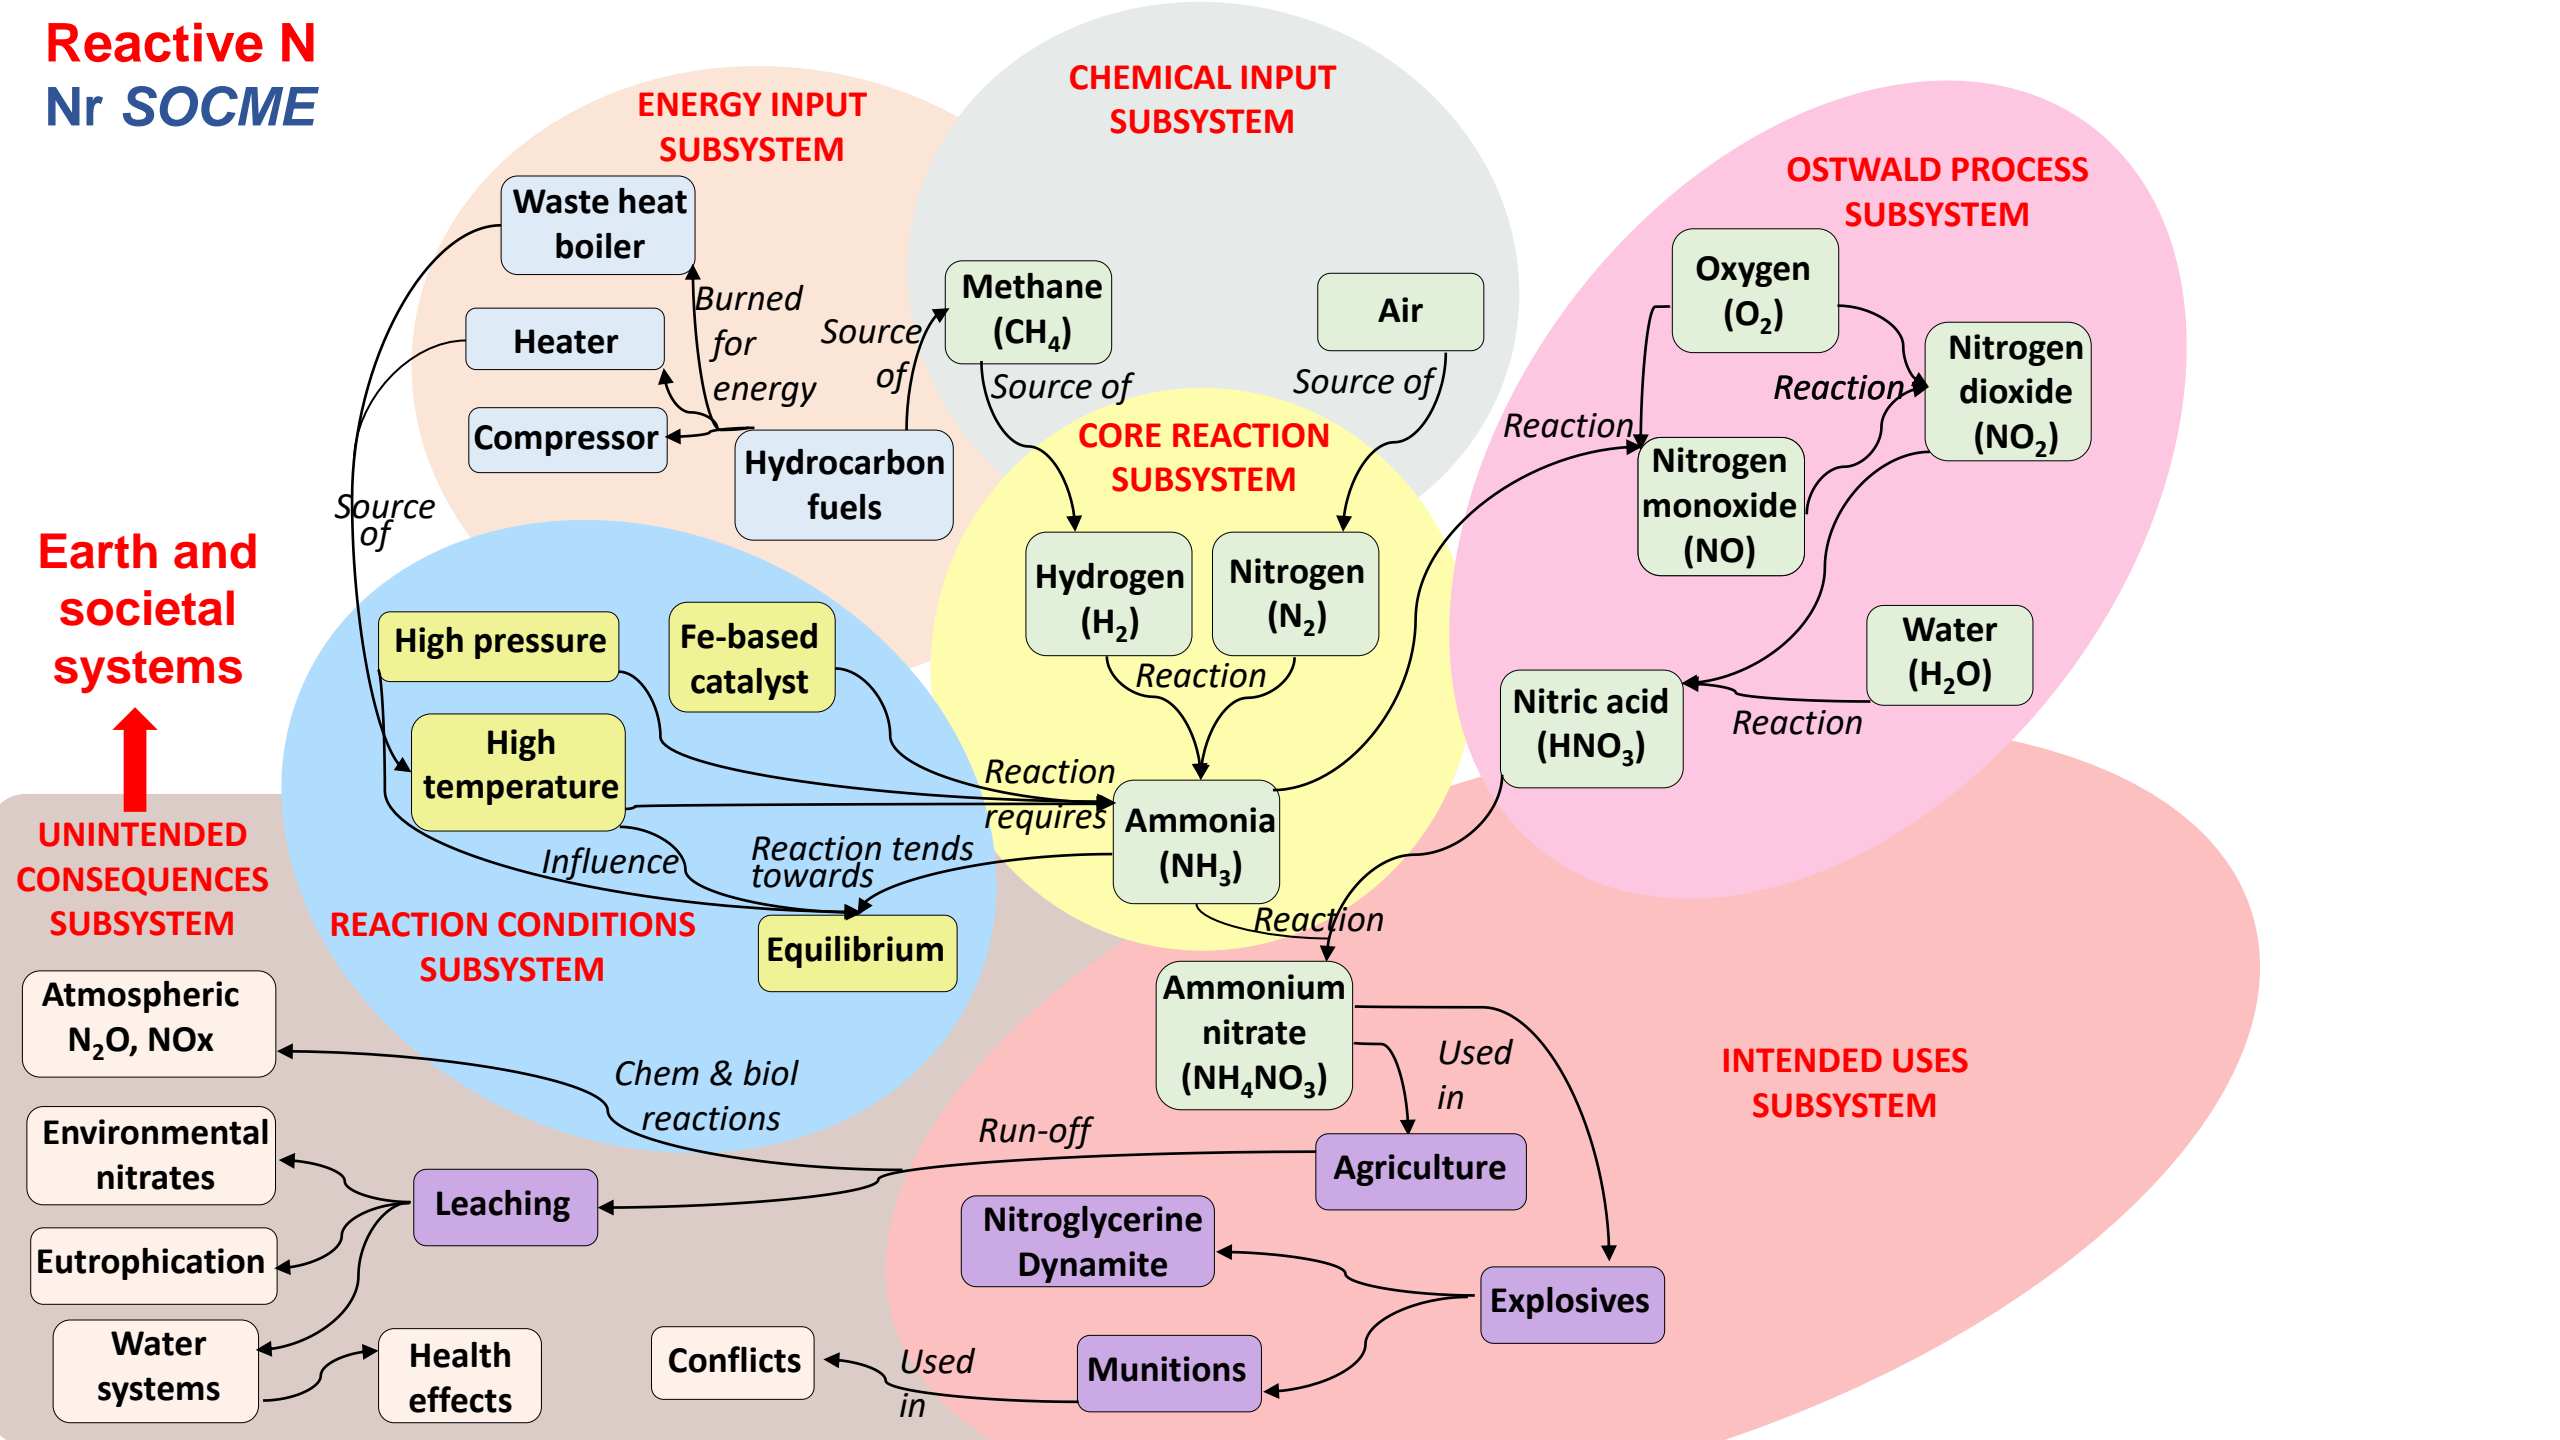 Reactive N
Nr SOCME
ENERGY INPUT
SUBSYSTEM
CHEMICAL INPUT
SUBSYSTEM
OSTWALD PROCESS
SUBSYSTEM
Waste heat
boiler
Heater
Compressor
Hydrocarbon
fuels
Burned
for
energy
Source
of
Methane
(CH₄)
Air
Source of
Source of
Source
of
CORE REACTION
SUBSYSTEM
Hydrogen
(H₂)
Nitrogen
(N₂)
Reaction
Oxygen
(O₂)
Nitrogen
dioxide
(NO₂)
Reaction
Reaction
Nitrogen
monoxide
(NO)
Water
(H₂O)
Nitric acid
(HNO₃)
Reaction
Earth and
societal
systems
High pressure
Fe-based
catalyst
High
temperature
Reaction
requires
Ammonia
(NH₃)
Influence
Reaction tends
towards
REACTION CONDITIONS
SUBSYSTEM
Equilibrium
Reaction
UNINTENDED
CONSEQUENCES
SUBSYSTEM
Atmospheric
N₂O, NOx
Environmental
nitrates
Eutrophication
Water
systems
Health
effects
Leaching
Chem & biol
reactions
Run-off
Ammonium
nitrate
(NH₄NO₃)
Used
in
Agriculture
INTENDED USES
SUBSYSTEM
Nitroglycerine
Dynamite
Explosives
Munitions
Used
in
Conflicts